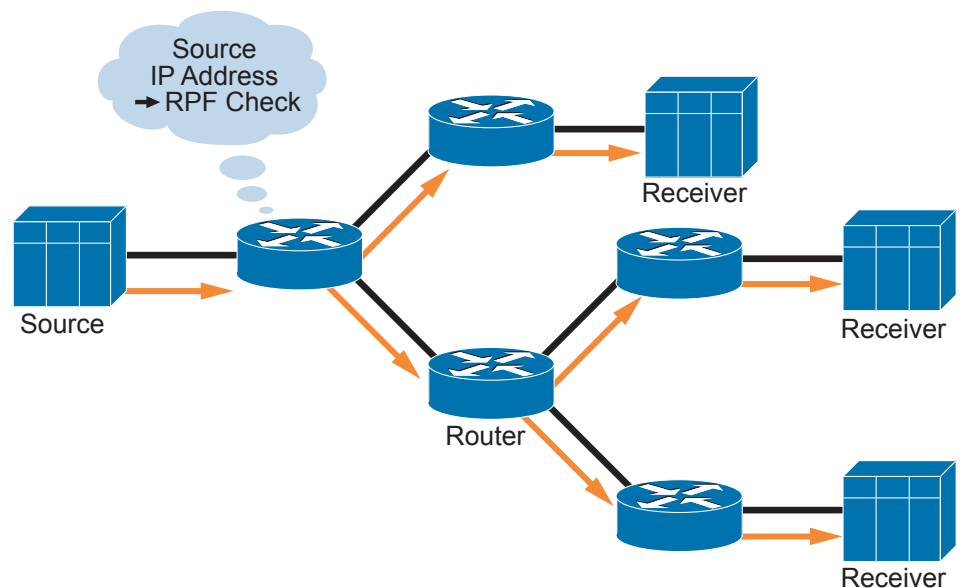 Source
IP Address
→ RPF Check
Receiver
Source
Receiver
Router
Receiver